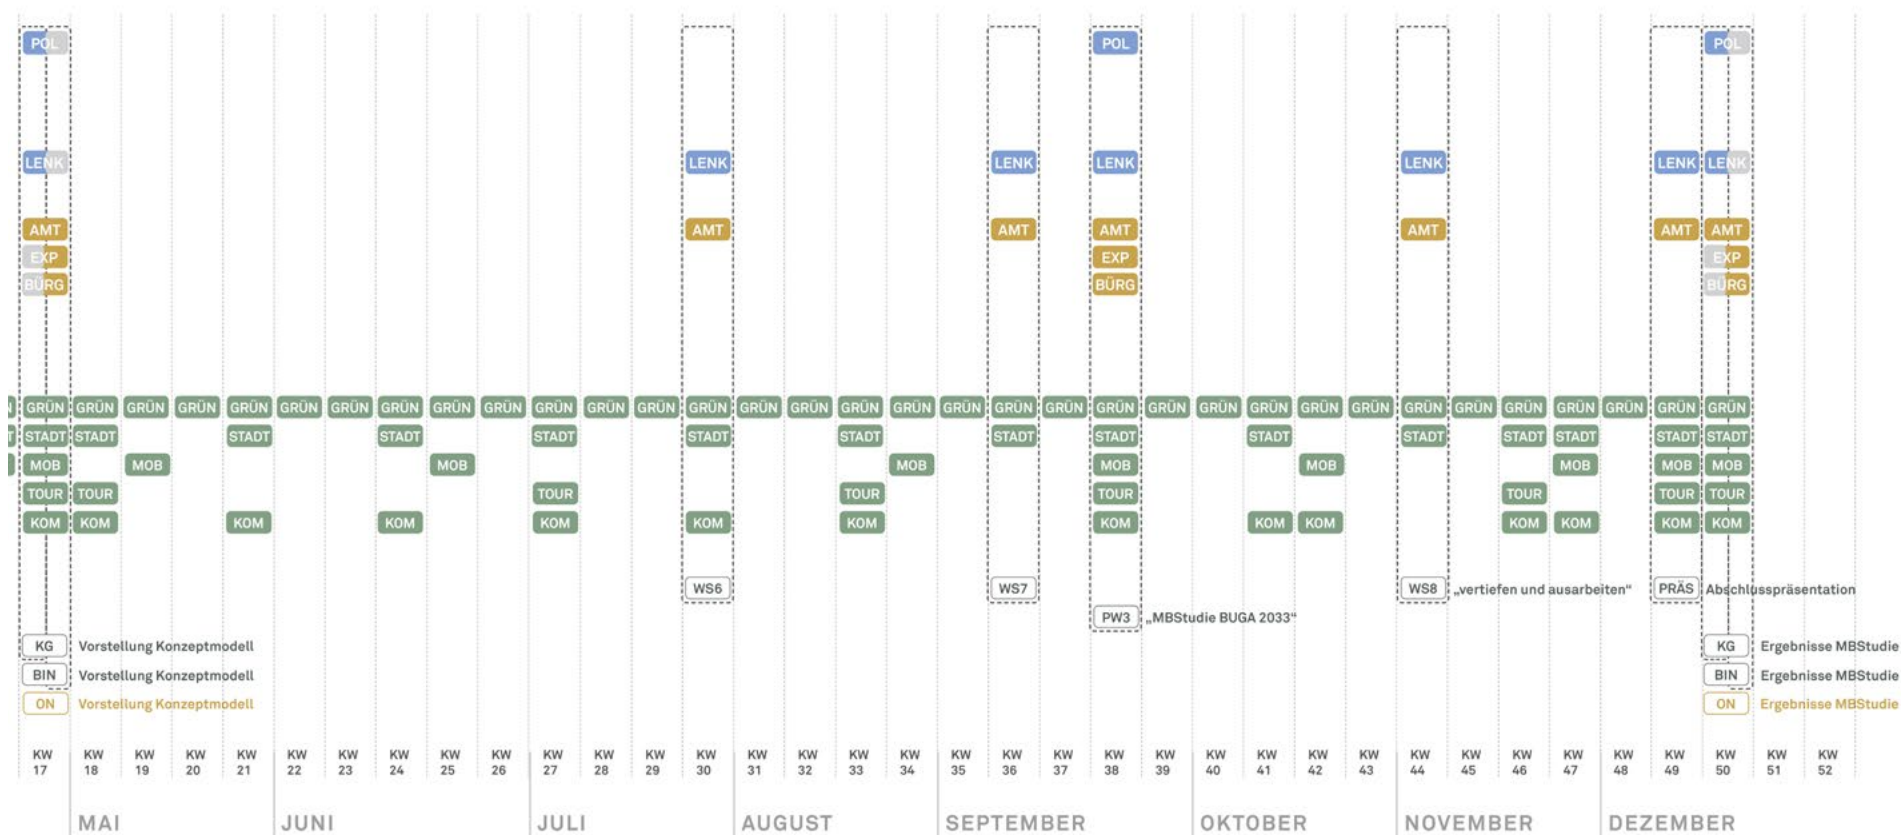 POL POL POL
LENK LENK LENK LENK LENK LENK LENK
AMT AMT AMT AMT AMT AMT AMT
EXP EXP EXP
BÜRG BÜRG BÜRG
N GRÜN GRÜN GRÜN GRÜN GRÜN GRÜN GRÜN GRÜN GRÜN GRÜN GRÜN GRÜN GRÜN GRÜN GRÜN GRÜN GRÜN GRÜN GRÜN GRÜN GRÜN GRÜN GRÜN GRÜN GRÜN GRÜN GRÜN GRÜN GRÜN GRÜN GRÜN GRÜN GRÜN GRÜN
T STADT STADT STADT STADT STADT STADT STADT STADT STADT STADT STADT STADT STADT STADT STADT
MOB MOB MOB MOB MOB MOB MOB MOB MOB
TOUR TOUR TOUR TOUR TOUR TOUR TOUR TOUR
KOM KOM KOM KOM KOM KOM KOM KOM KOM KOM KOM KOM KOM KOM
WS6 WS7 WS8 „vertiefen und ausarbeiten“ PRÄS Abschlusspräsentation
PW3 „MBStudie BUGA 2033“
KG Vorstellung Konzeptmodell KG Ergebnisse MBStudie
BIN Vorstellung Konzeptmodell BIN Ergebnisse MBStudie
ON Vorstellung Konzeptmodell ON Ergebnisse MBStudie
KW KW KW KW KW KW KW KW KW KW KW KW KW KW KW KW KW KW KW KW KW KW KW KW KW KW KW KW KW KW KW KW KW KW KW KW
17 18 19 20 21 22 23 24 25 26 27 28 29 30 31 32 33 34 35 36 37 38 39 40 41 42 43 44 45 46 47 48 49 50 51 52
MAI JUNI JULI AUGUST SEPTEMBER OKTOBER NOVEMBER DEZEMBER